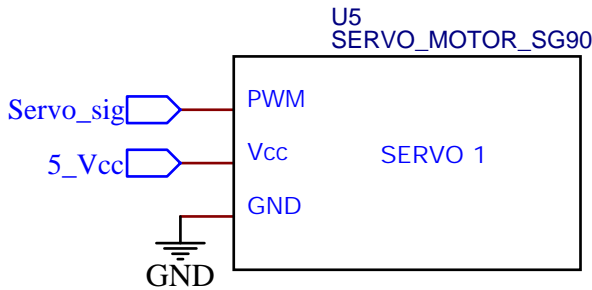 U5
SERVO_MOTOR_SG90
Servo_sig
PWM
5_Vcc
Vcc
SERVO 1
GND
GND